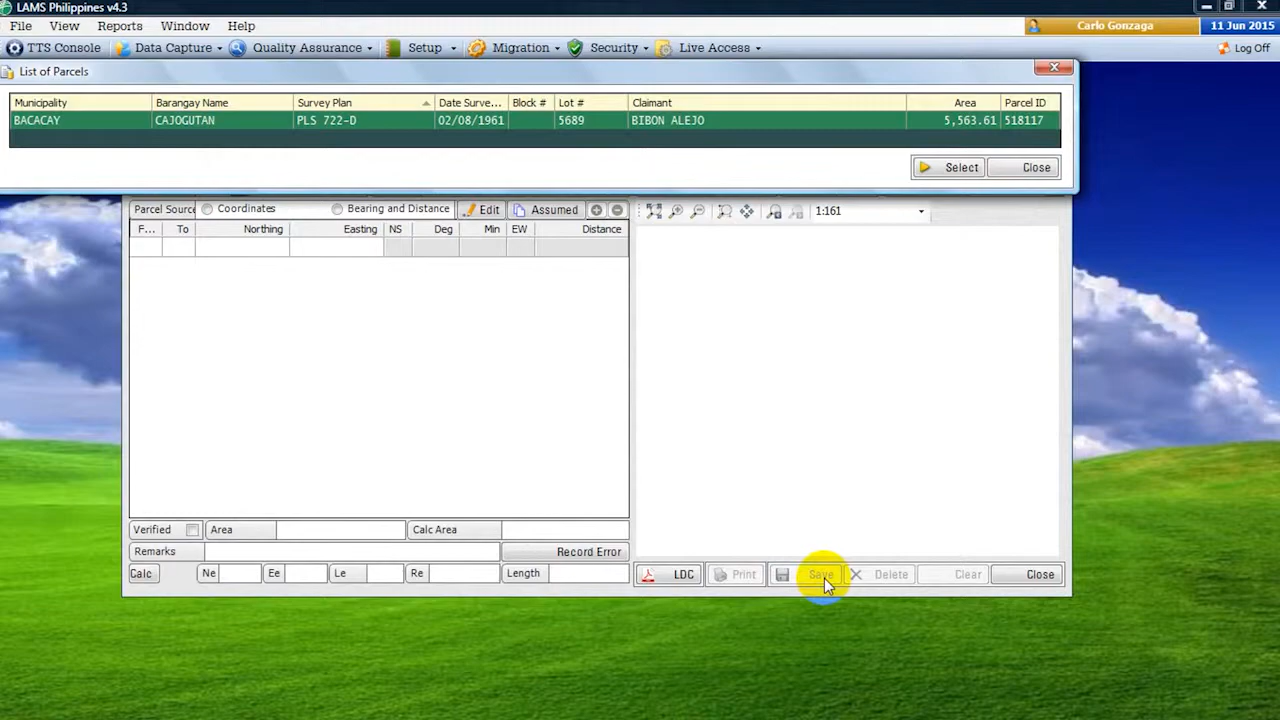 LAMS Philippines v4.3
File View Reports Window Help Carlo Gonzaga 11 Jun 2015
TTS Console Data Capture Quality Assurance Setup Migration Security Live Access Log Off
List of Parcels
Municipality Barangay Name Survey Plan Date Surve... Block # Lot # Claimant Area Parcel ID
BACACAY CAJOGUTAN PLS 722-D 02/08/1961 5689 BIBON ALEJO 5,563.61 518117
Select Close
Parcel Source Coordinates Bearing and Distance Edit Assumed 1:161
F... To Northing Easting NS Deg Min EW Distance
Verified Area Calc Area
Remarks Record Error
Calc Ne Ee Le Re Length LDC Print Save Delete Clear Close